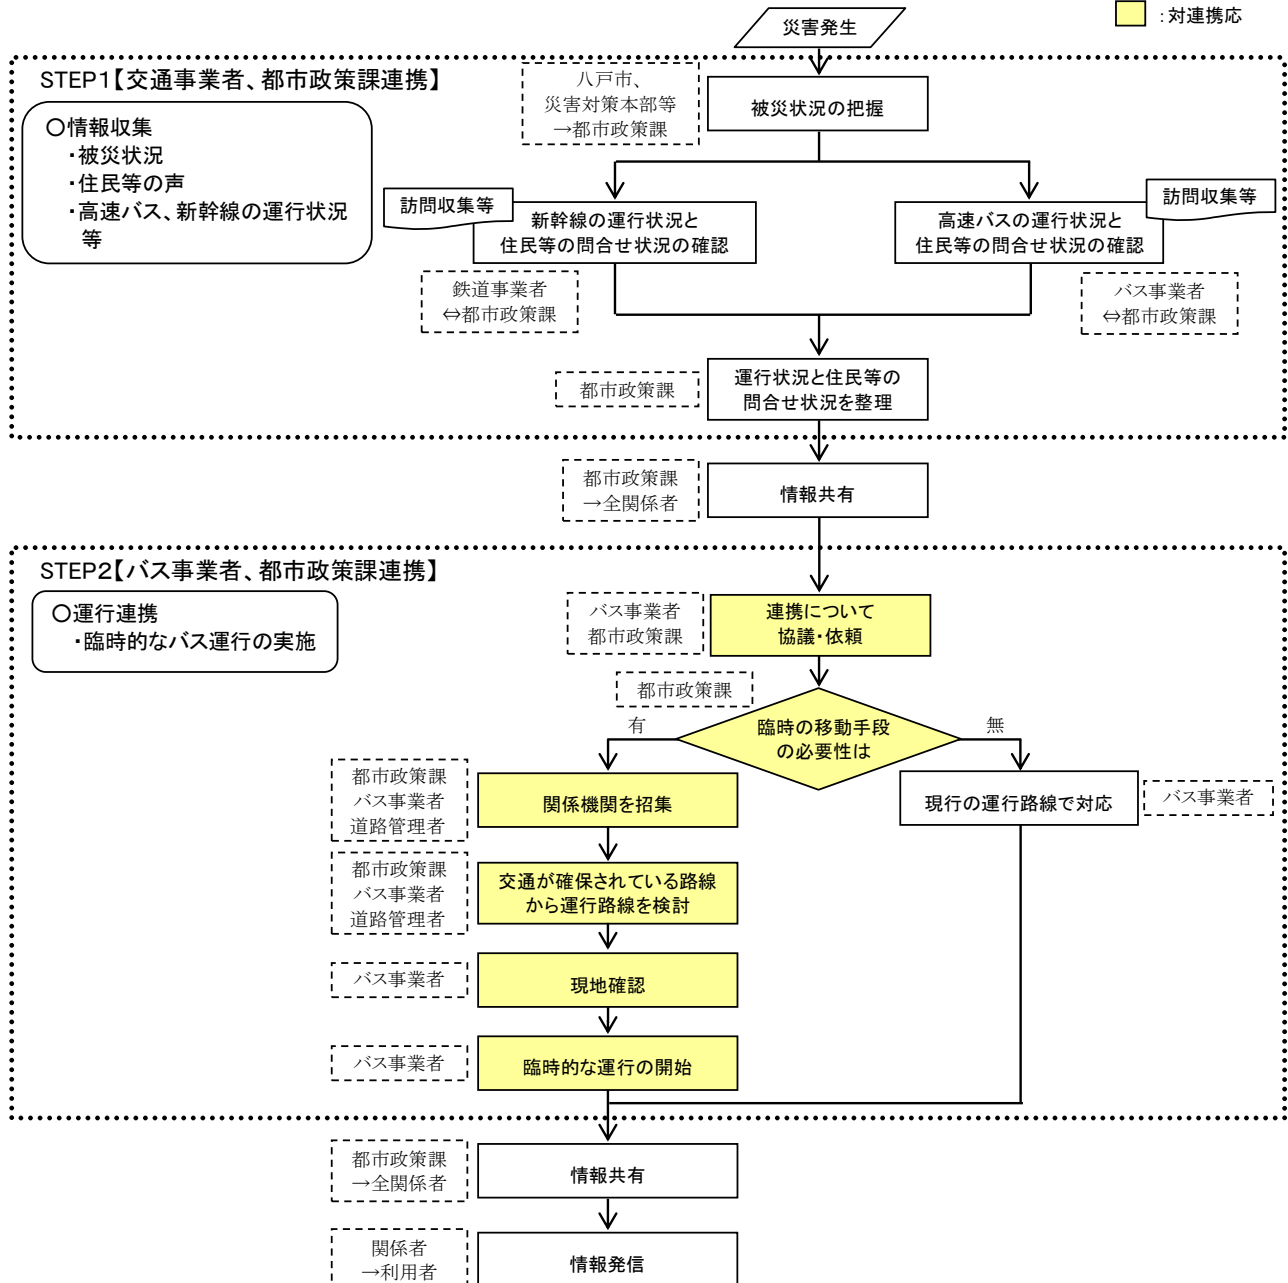 :対連携応
災害発生
STEP1【交通事業者、都市政策課連携】
○情報収集
・被災状況
・住民等の声
・高速バス、新幹線の運行状況
等
八戸市、
災害対策本部等
→都市政策課
被災状況の把握
訪問収集等
新幹線の運行状況と
住民等の問合せ状況の確認
鉄道事業者
⇔都市政策課
訪問収集等
高速バスの運行状況と
住民等の問合せ状況の確認
バス事業者
⇔都市政策課
都市政策課
運行状況と住民等の
問合せ状況を整理
都市政策課
→全関係者
情報共有
STEP2【バス事業者、都市政策課連携】
○運行連携
・臨時的なバス運行の実施
バス事業者
都市政策課
連携について
協議・依頼
都市政策課
臨時の移動手段
の必要性は
有
無
都市政策課
バス事業者
道路管理者
関係機関を招集
現行の運行路線で対応
バス事業者
都市政策課
バス事業者
道路管理者
交通が確保されている路線
から運行路線を検討
バス事業者
現地確認
バス事業者
臨時的な運行の開始
都市政策課
→全関係者
情報共有
関係者
→利用者
情報発信